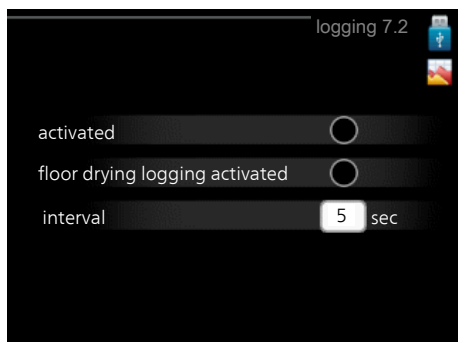 logging 7.2
activated
floor drying logging activated
interval 5 sec